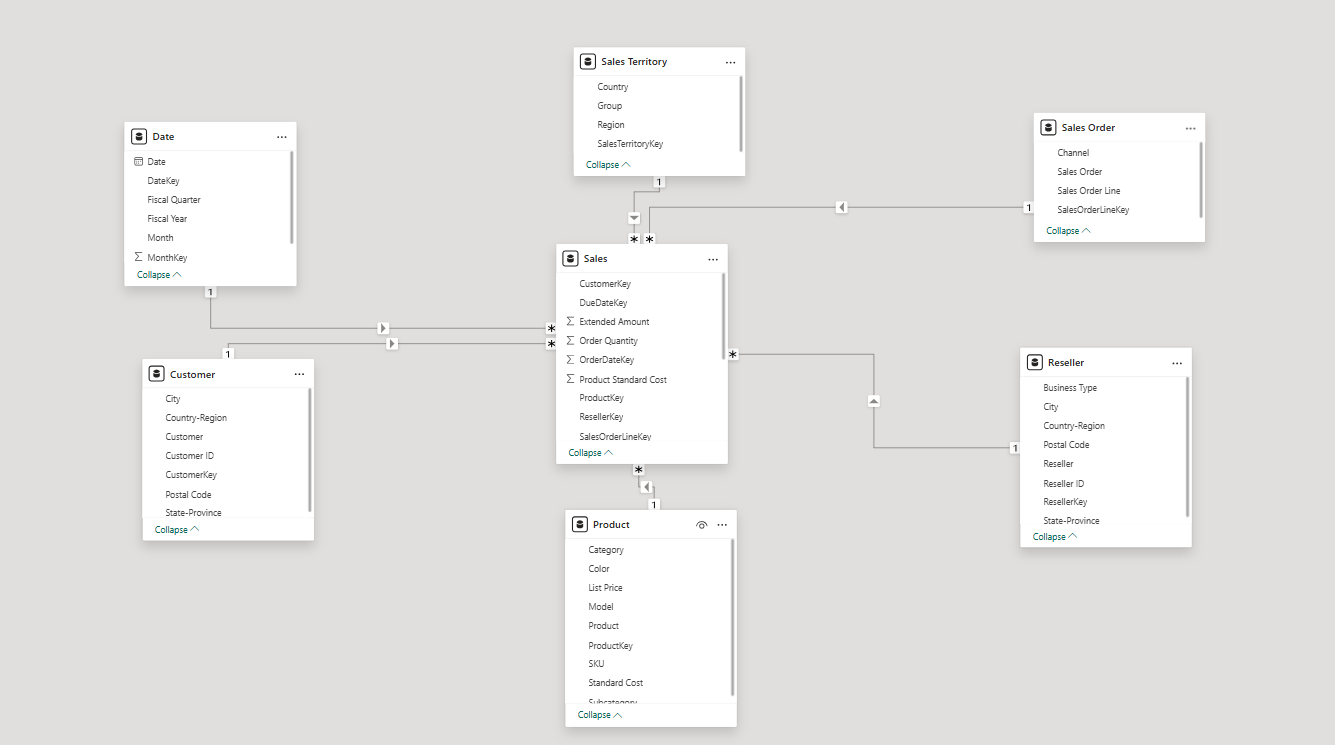 Sales Territory
Country
Group
Region
SalesTerritoryKey
Collapse
Date
Date
DateKey
Fiscal Quarter
Fiscal Year
Month
MonthKey
Collapse
Sales Order
Channel
Sales Order
Sales Order Line
SalesOrderLineKey
Collapse
1
1
1
* *
Sales
CustomerKey
DueDateKey
Σ Extended Amount
Σ Order Quantity
Σ OrderDateKey
Σ Product Standard Cost
ProductKey
ResellerKey
SalesOrderLineKey
Collapse
*
*
*
*
1
Customer
City
Country-Region
Customer
Customer ID
CustomerKey
Postal Code
State-Province
Collapse
Reseller
Business Type
City
Country-Region
Postal Code
Reseller
Reseller ID
ResellerKey
State-Province
Collapse
1
1
Product
Category
Color
List Price
Model
Product
ProductKey
SKU
Standard Cost
Subcategory
Collapse